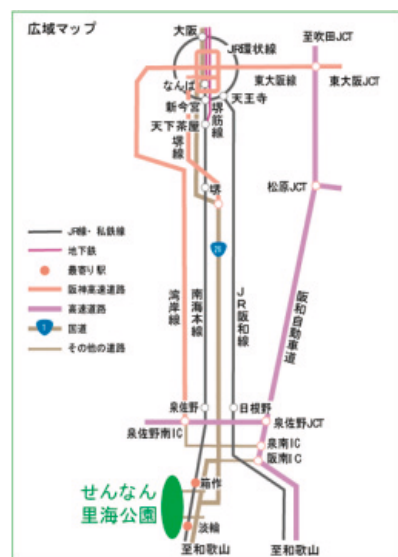 広域マップ
大阪
至吹田JCT
JR環状線
東大阪線
東大阪JCT
なんば
新今宮
天王寺
天下茶屋
堺筋線
堺線
堺
松原JCT
26
JR線・私鉄線
地下鉄
最寄り駅
阪神高速道路
高速道路
1
国道
その他の道路
湾岸線
南海本線
JR阪和線
阪和自動車道
泉佐野
日根野
泉佐野JCT
泉佐野南IC
泉南IC
阪南IC
せんなん
里海公園
箱作
淡輪
至和歌山
至和歌山